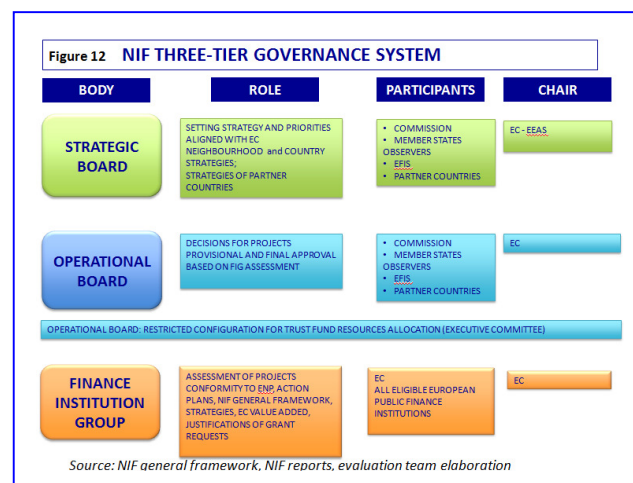 Figure 12 NIF THREE-TIER GOVERNANCE SYSTEM
BODY ROLE PARTICIPANTS CHAIR
STRATEGIC
BOARD
SETTING STRATEGY AND PRIORITIES
ALIGNED WITH EC
NEIGHBOURHOOD and COUNTRY
STRATEGIES;
STRATEGIES OF PARTNER
COUNTRIES
• COMMISSION
• MEMBER STATES
OBSERVERS
• EFIS
• PARTNER COUNTRIES
EC - EEAS
OPERATIONAL
BOARD
DECISIONS FOR PROJECTS
PROVISIONAL AND FINAL APPROVAL
BASED ON FIG ASSESSMENT
• COMMISSION
• MEMBER STATES
OBSERVERS
• EFIS
• PARTNER COUNTRIES
EC
OPERATIONAL BOARD: RESTRICTED CONFIGURATION FOR TRUST FUND RESOURCES ALLOCATION (EXECUTIVE COMMITTEE)
FINANCE
INSTITUTION
GROUP
ASSESSMENT OF PROJECTS
CONFORMITY TO ENP, ACTION
PLANS, NIF GENERAL FRAMEWORK,
STRATEGIES, EC VALUE ADDED,
JUSTIFICATIONS OF GRANT
REQUESTS
EC
ALL ELIGIBLE EUROPEAN
PUBLIC FINANCE
INSTITUTIONS
EC
Source: NIF general framework, NIF reports, evaluation team elaboration